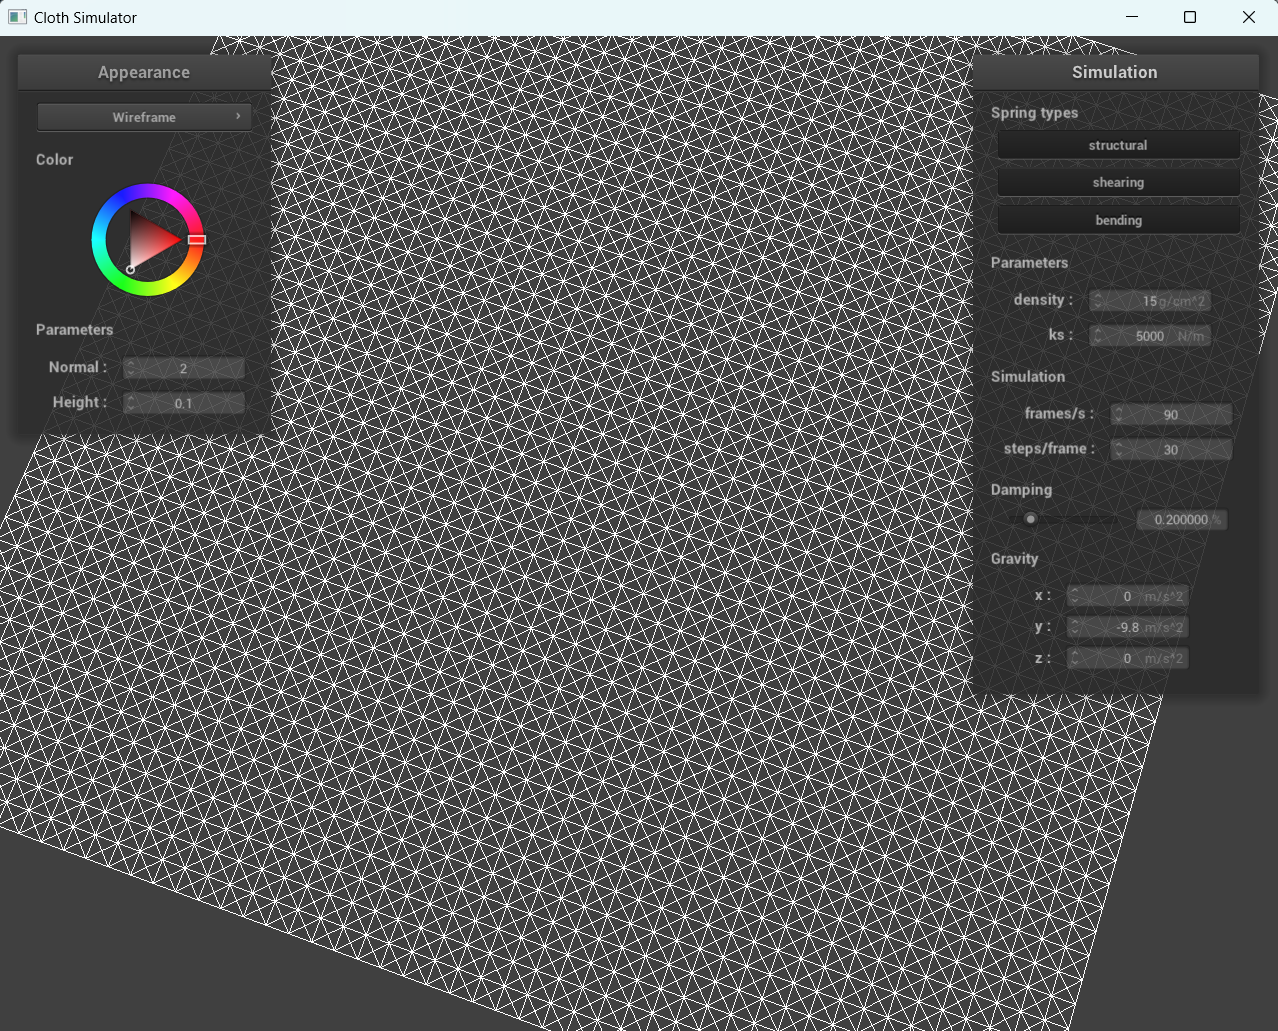 Cloth Simulator
Appearance
Wireframe
Color
Parameters
Normal : 2
Height : 0.1
Simulation
Spring types
structural
shearing
bending
Parameters
density : 15 g/cm^2
ks : 5000 N/m
Simulation
frames/s : 90
steps/frame : 30
Damping
0.200000 %
Gravity
x : 0 m/s^2
y : -9.8 m/s^2
z : 0 m/s^2